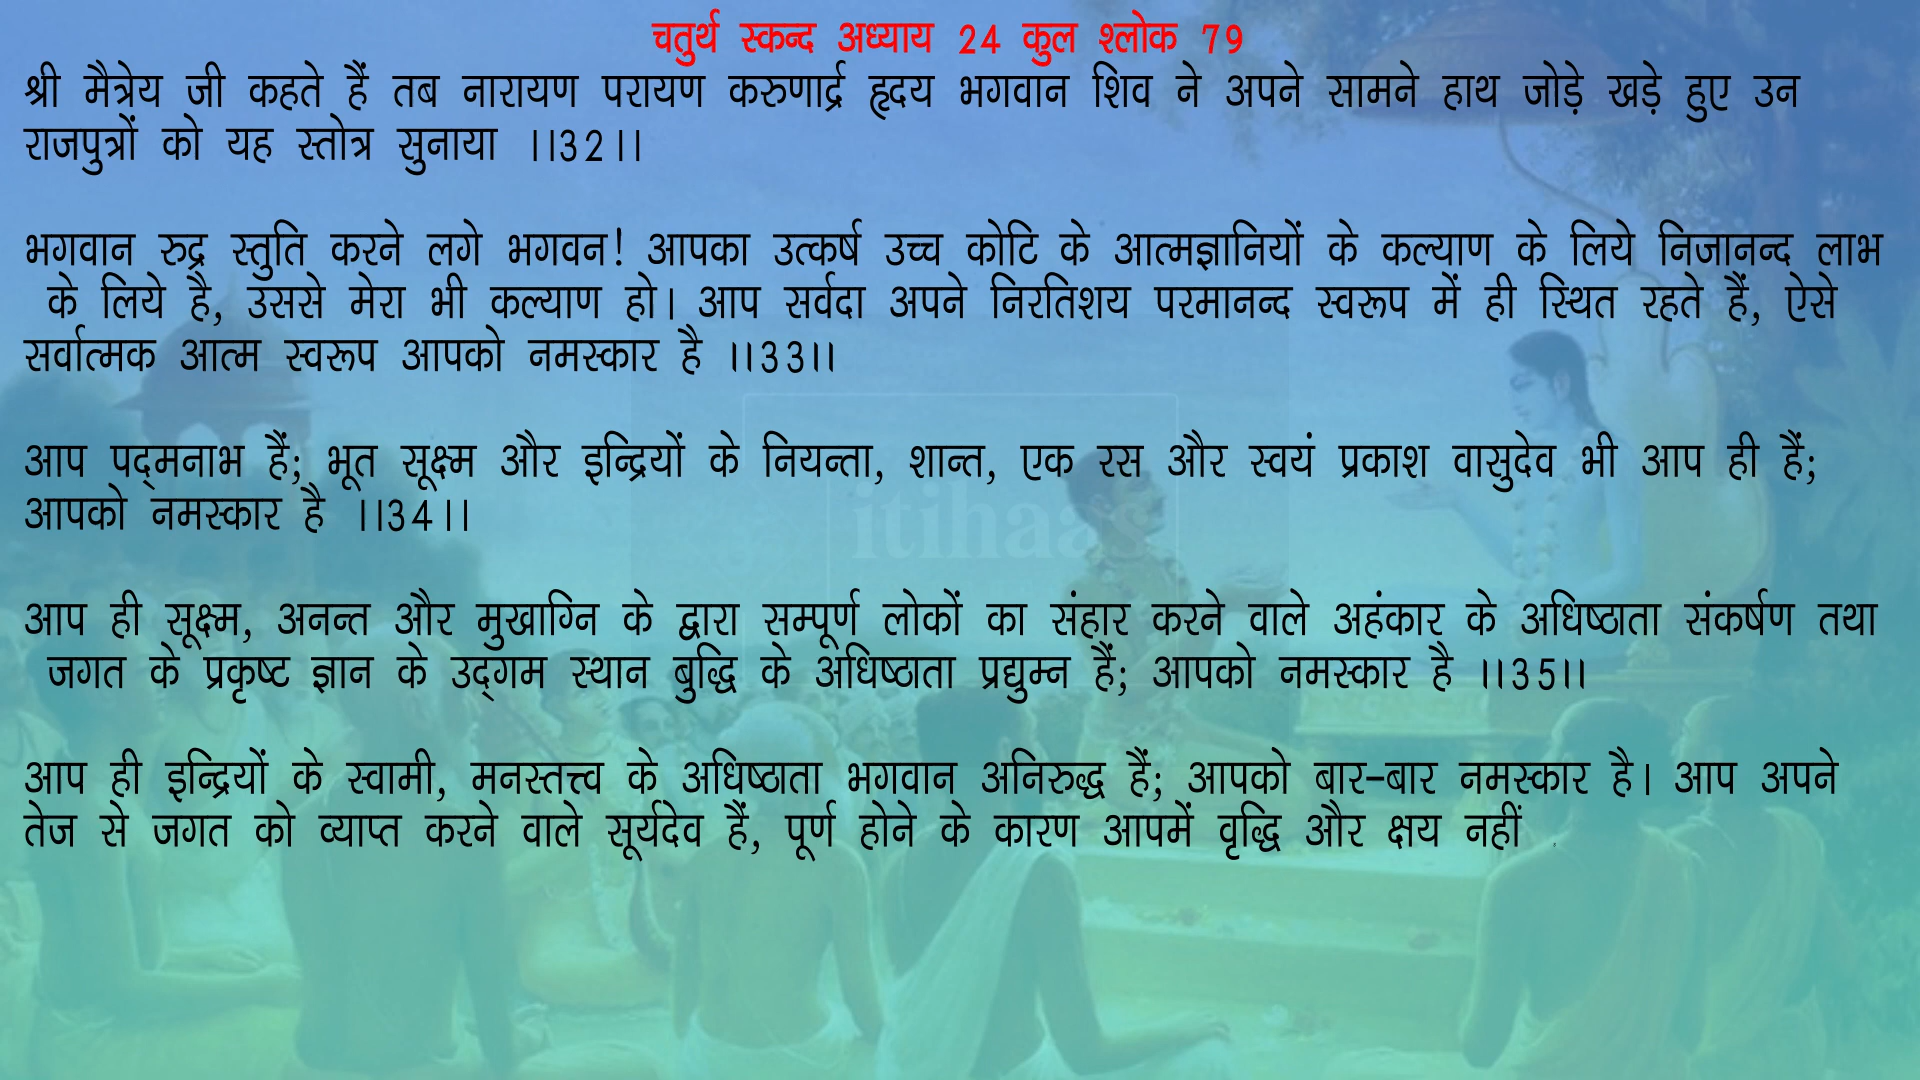 चतुर्थ स्कन्द अध्याय 24 कुल श्लोक 79
श्री मैत्रेय जी कहते हैं तब नारायण परायण करुणार्द्र हृदय भगवान शिव ने अपने सामने हाथ जोड़े खड़े हुए उन
राजपुत्रों को यह स्तोत्र सुनाया ।।32।।
भगवान रुद्र स्तुति करने लगे भगवन! आपका उत्कर्ष उच्च कोटि के आत्मज्ञानियों के कल्याण के लिये निजानन्द लाभ
के लिये है, उससे मेरा भी कल्याण हो। आप सर्वदा अपने निरतिशय परमानन्द स्वरूप में ही स्थित रहते हैं, ऐसे
सर्वात्मक आत्म स्वरूप आपको नमस्कार है ।।33।।
आप पद्‌मनाभ हैं; भूत सूक्ष्म और इन्द्रियों के नियन्ता, शान्त, एक रस और स्वयं प्रकाश वासुदेव भी आप ही हैं;
आपको नमस्कार है ।।34।।
itihaas
आप ही सूक्ष्म, अनन्त और मुखाग्नि के द्वारा सम्पूर्ण लोकों का संहार करने वाले अहंकार के अधिष्ठाता संकर्षण तथा
जगत के प्रकृष्ट ज्ञान के उद्‌गम स्थान बुद्धि के अधिष्ठाता प्रद्युम्न हैं; आपको नमस्कार है ।।35।।
आप ही इन्द्रियों के स्वामी, मनस्तत्त्व के अधिष्ठाता भगवान अनिरुद्ध हैं; आपको बार-बार नमस्कार है। आप अपने
तेज से जगत को व्याप्त करने वाले सूर्यदेव हैं, पूर्ण होने के कारण आपमें वृद्धि और क्षय नहीं